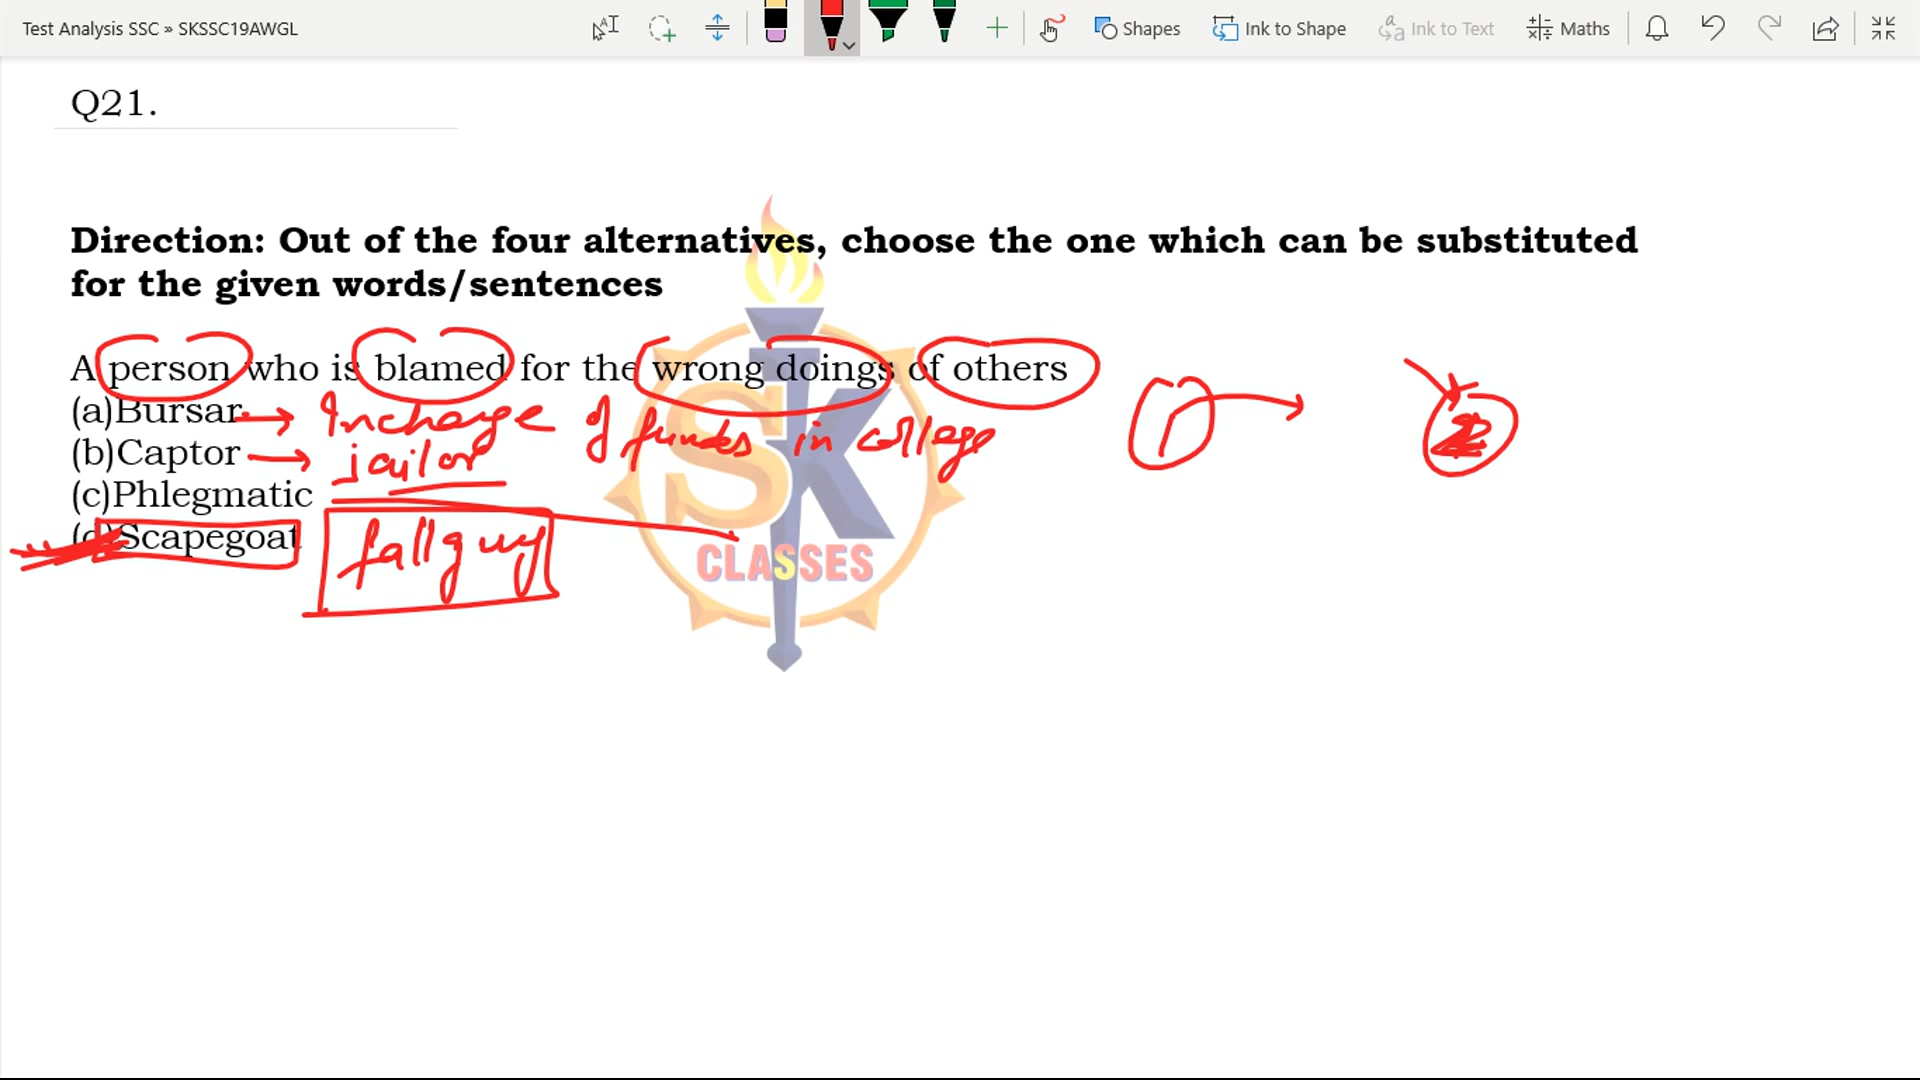 Test Analysis SSC » SKSSC19AWGL
Shapes
Ink to Shape
Ink to Text
Maths
Q21.
Direction: Out of the four alternatives, choose the one which can be substituted
for the given words/sentences
A person who is blamed for the wrong doings of others
(a)Bursar → Incharge of funds in college
(b)Captor → jailor
(c)Phlegmatic
(d)Scapegoat fallguy
SK
CLASSES